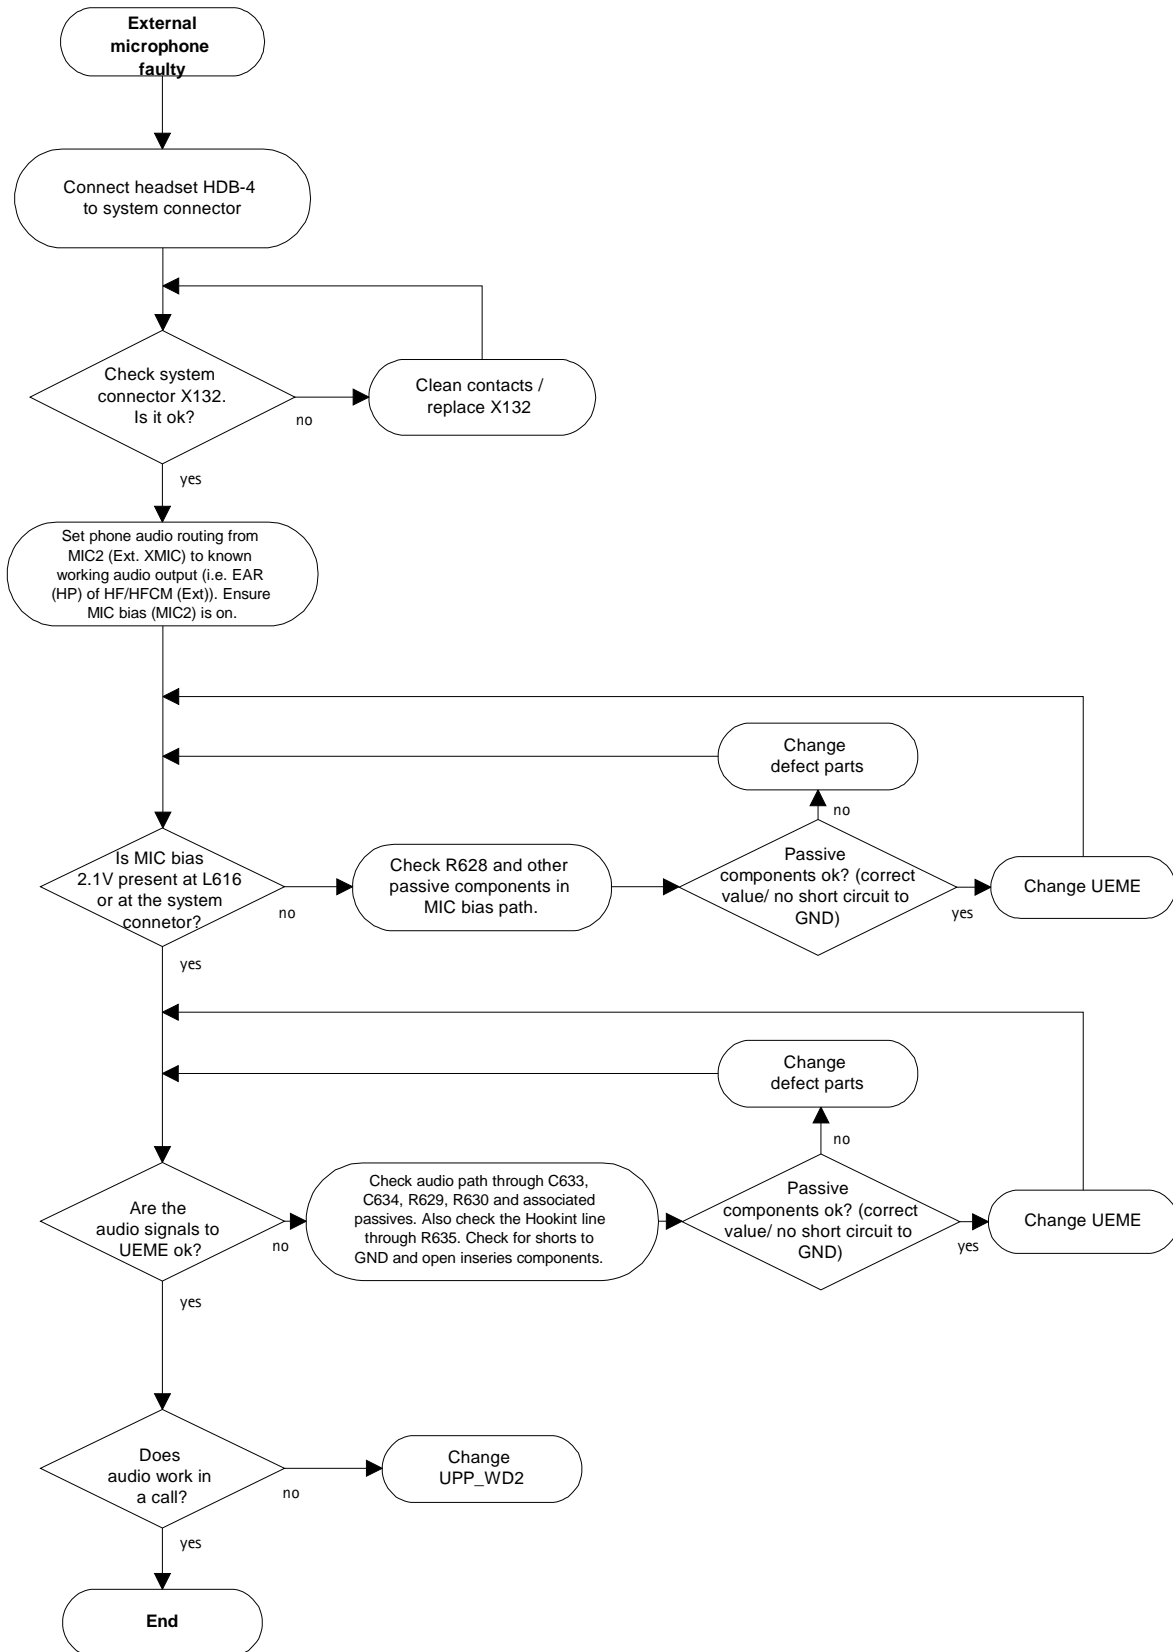 External
microphone
faulty
Connect headset HDB-4
to system connector
Check system
connector X132.
Is it ok?
no
Clean contacts /
replace X132
yes
Set phone audio routing from
MIC2 (Ext. XMIC) to known
working audio output (i.e. EAR
(HP) of HF/HFCM (Ext)). Ensure
MIC bias (MIC2) is on.
Change
defect parts
no
Is MIC bias
2.1V present at L616
or at the system
connetor?
no
Check R628 and other
passive components in
MIC bias path.
Passive
components ok? (correct
value/ no short circuit to
GND)
yes
Change UEME
yes
Change
defect parts
no
Are the
audio signals to
UEME ok?
no
Check audio path through C633,
C634, R629, R630 and associated
passives. Also check the Hookint line
through R635. Check for shorts to
GND and open inseries components.
Passive
components ok? (correct
value/ no short circuit to
GND)
yes
Change UEME
yes
Does
audio work in
a call?
no
Change
UPP_WD2
yes
End